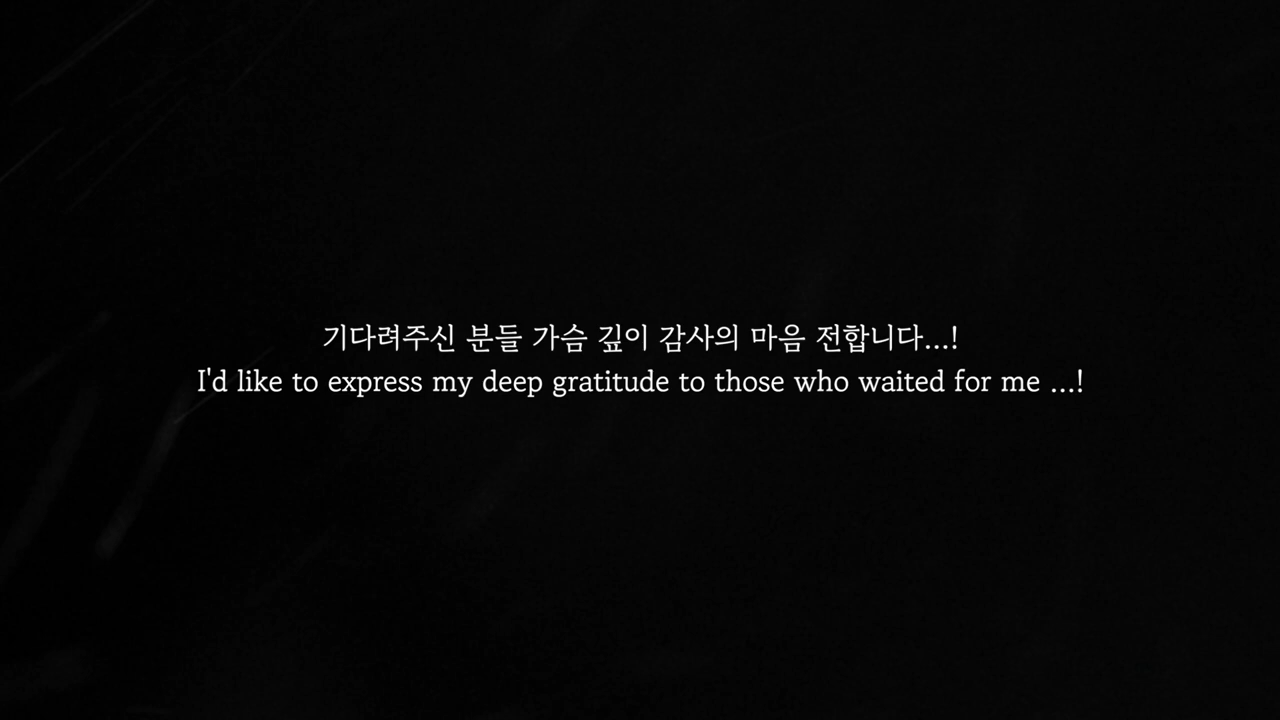 기다려주신 분들 가슴 깊이 감사의 마음 전합니다...!
I'd like to express my deep gratitude to those who waited for me ...!